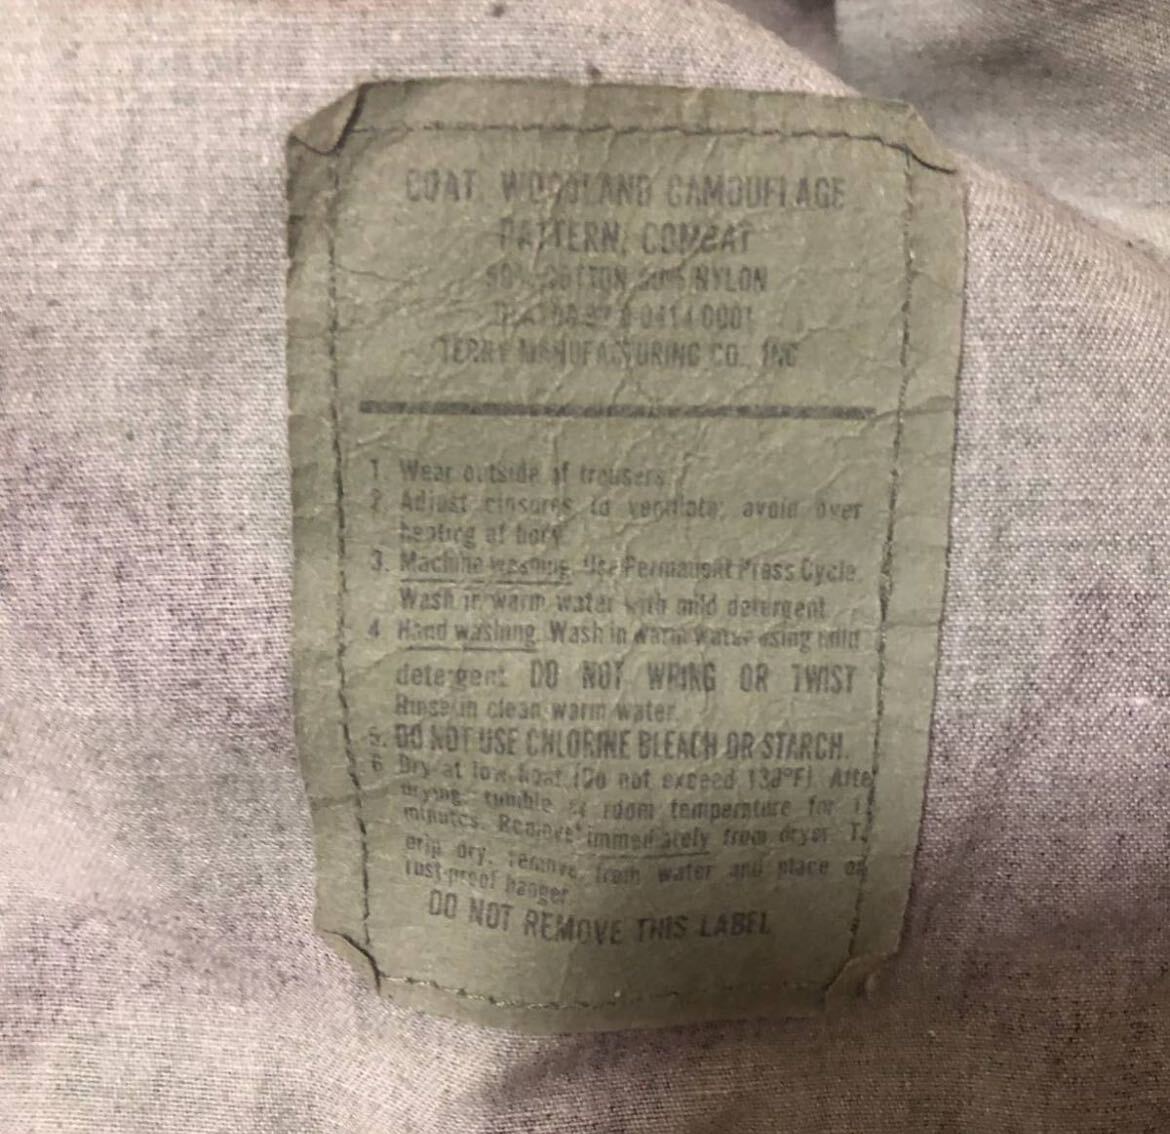 COAT, WOODLAND CAMOUFLAGE
PATTERN, COMBAT
50% COTTON 50% NYLON
0001
TERRY MANUFACTURING CO., INC
1 Wear outside of trousers.
2 Adjust closures to ventilate; avoid over
heating of body.
3. Machine washing. Use Permanent Press Cycle.
Wash in warm water with mild detergent.
4 Hand washing. Wash in warm water using mild
detergent DO NOT WRING OR TWIST
Rinse in clean warm water.
5. DO NOT USE CHLORINE BLEACH OR STARCH.
6 Dry at low heat (Do not exceed 130°F) Afte
drying, tumble at room temperature for 1
minutes. Remove immediately from dryer. T
drip dry, remove from water and place on
rust-proof hanger
DO NOT REMOVE THIS LABEL